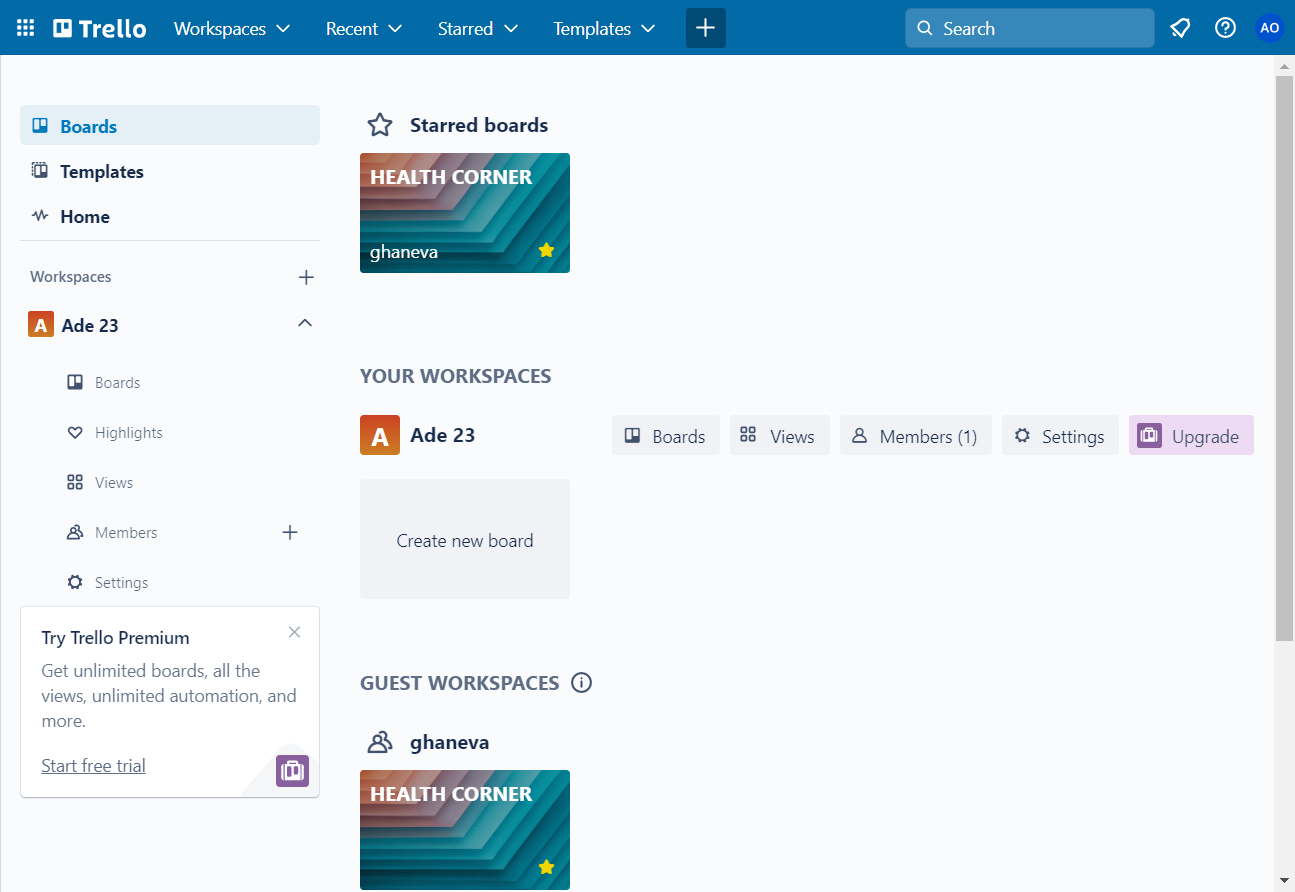 Trello
Workspaces
Recent
Starred
Templates
Search
AO
Boards
Templates
Home
Workspaces
A Ade 23
Boards
Highlights
Views
Members
Settings
Try Trello Premium
Get unlimited boards, all the
views, unlimited automation, and
more.
Start free trial
Starred boards
HEALTH CORNER
ghaneva
YOUR WORKSPACES
A Ade 23
Boards
Views
Members (1)
Settings
Upgrade
Create new board
GUEST WORKSPACES
ghaneva
HEALTH CORNER